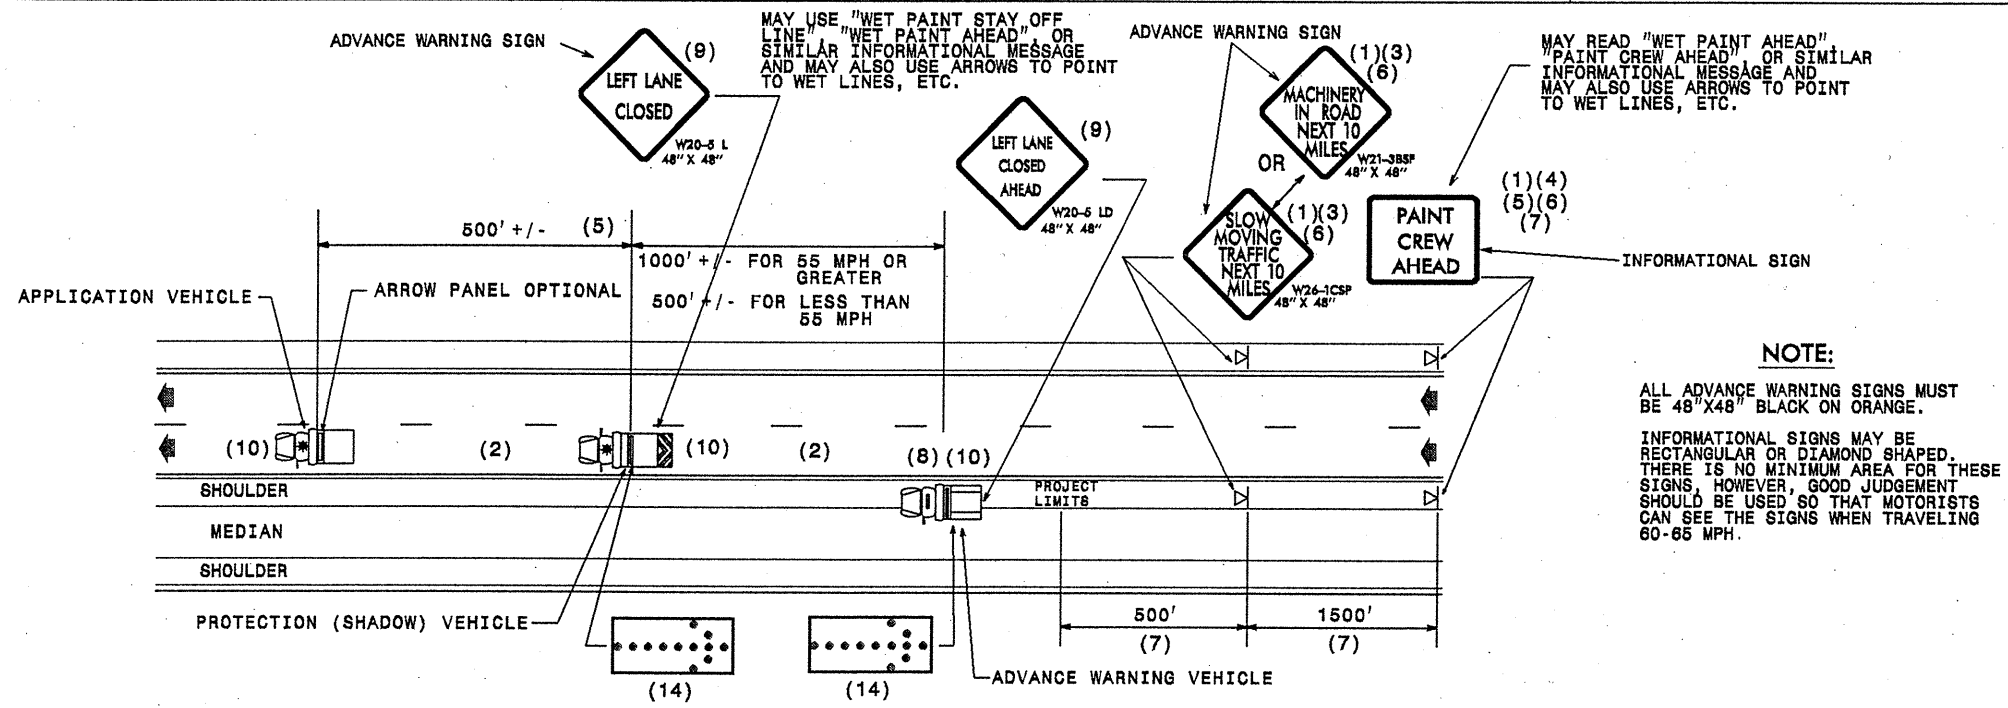 ADVANCE WARNING SIGN
LEFT LANE
CLOSED
(9)
W20-5 L
48" X 48"
MAY USE "WET PAINT STAY OFF
LINE", "WET PAINT AHEAD", OR
SIMILAR INFORMATIONAL MESSAGE
AND MAY ALSO USE ARROWS TO POINT
TO WET LINES, ETC.
LEFT LANE
CLOSED
AHEAD
(9)
W20-5 LD
48" X 48"
ADVANCE WARNING SIGN
(1)(3)
(6)
MACHINERY
IN ROAD
NEXT 10
MILES
W21-3BSP
48" X 48"
OR
SLOW
MOVING
TRAFFIC
NEXT 10
MILES
(1)(3)
(6)
W26-1CSP
48" X 48"
MAY READ "WET PAINT AHEAD",
"PAINT CREW AHEAD", OR SIMILAR
INFORMATIONAL MESSAGE AND
MAY ALSO USE ARROWS TO POINT
TO WET LINES, ETC.
PAINT
CREW
AHEAD
(1)(4)
(5)(6)
(7)
INFORMATIONAL SIGN
500' +/- (5)
1000' +/- FOR 55 MPH OR
GREATER
500' +/- FOR LESS THAN
55 MPH
APPLICATION VEHICLE
ARROW PANEL OPTIONAL
(10)
(2)
(10)
(2)
(8) (10)
SHOULDER
MEDIAN
SHOULDER
PROJECT
LIMITS
500'
(7)
1500'
(7)
PROTECTION (SHADOW) VEHICLE
(14)
(14)
ADVANCE WARNING VEHICLE
NOTE:
ALL ADVANCE WARNING SIGNS MUST
BE 48"X48" BLACK ON ORANGE.
INFORMATIONAL SIGNS MAY BE
RECTANGULAR OR DIAMOND SHAPED.
THERE IS NO MINIMUM AREA FOR THESE
SIGNS, HOWEVER, GOOD JUDGEMENT
SHOULD BE USED SO THAT MOTORISTS
CAN SEE THE SIGNS WHEN TRAVELING
60-65 MPH.